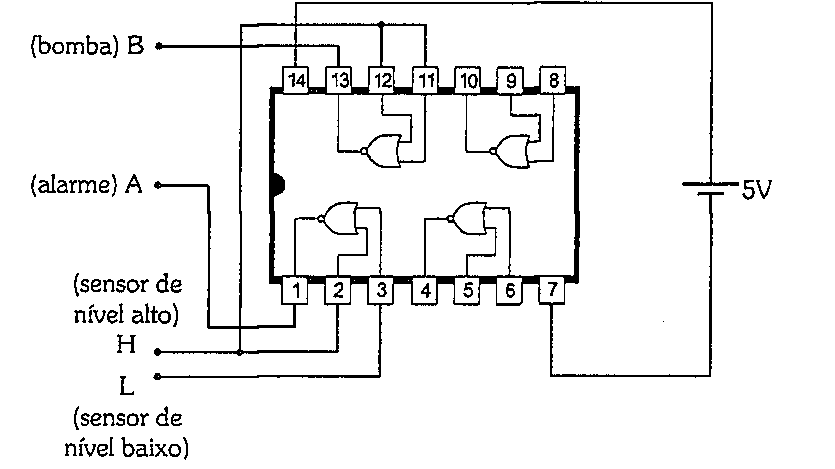 (bomba) B
14 13 12 11 10 9 8
(alarme) A
5V
1 2 3 4 5 6 7
(sensor de
nível alto)
H
L
(sensor de
nível baixo)